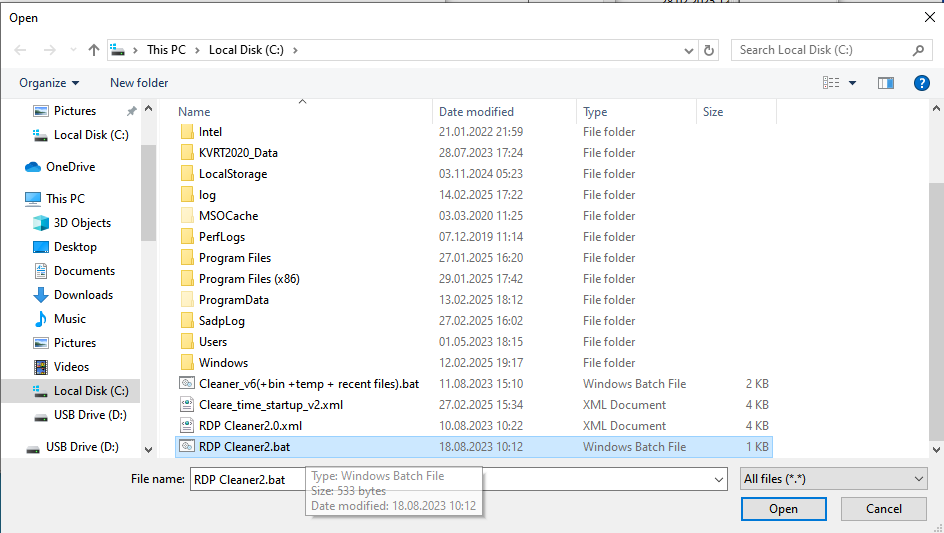 Open
This PC > Local Disk (C:) >
Search Local Disk (C:)
Organize
New folder
Pictures
Local Disk (C:)
OneDrive
This PC
3D Objects
Desktop
Documents
Downloads
Music
Pictures
Videos
Local Disk (C:)
USB Drive (D:)
USB Drive (D:)
Name Date modified Type Size
Intel 21.01.2022 21:59 File folder
KVRT2020_Data 28.07.2023 17:24 File folder
LocalStorage 03.11.2024 05:23 File folder
log 14.02.2025 17:22 File folder
MSOCache 03.03.2020 11:25 File folder
PerfLogs 07.12.2019 11:14 File folder
Program Files 27.01.2025 16:20 File folder
Program Files (x86) 29.01.2025 17:42 File folder
ProgramData 13.02.2025 18:12 File folder
SadpLog 27.02.2025 16:02 File folder
Users 01.05.2023 18:15 File folder
Windows 12.02.2025 19:17 File folder
Cleaner_v6(+bin +temp + recent files).bat 11.08.2023 15:10 Windows Batch File 2 KB
Cleare_time_startup_v2.xml 27.02.2025 15:34 XML Document 4 KB
RDP Cleaner2.0.xml 10.08.2023 10:22 XML Document 4 KB
RDP Cleaner2.bat 18.08.2023 10:12 Windows Batch File 1 KB
File name: RDP Cleaner2.bat
All files (*.*)
Type: Windows Batch File
Size: 533 bytes
Date modified: 18.08.2023 10:12
Open
Cancel